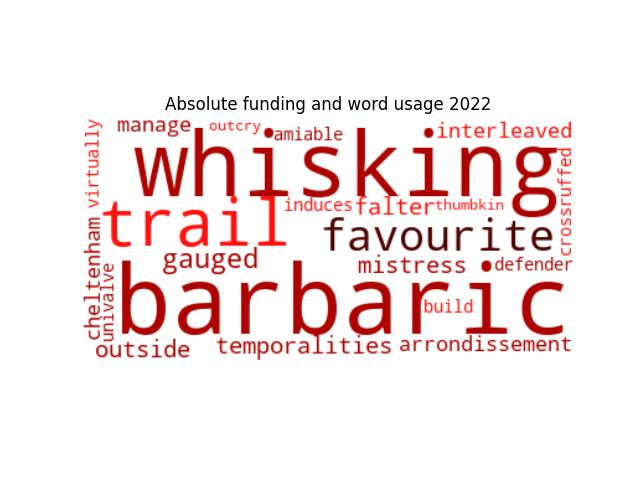 Absolute funding and word usage 2022
manage
outcry
amiable
interleaved
virtually
whisking
crossruffed
trail
induces
falter
thumbkin
favourite
cheltenham
gauged
mistress
defender
univalve
barbaric
build
outside
temporalities
arrondissement